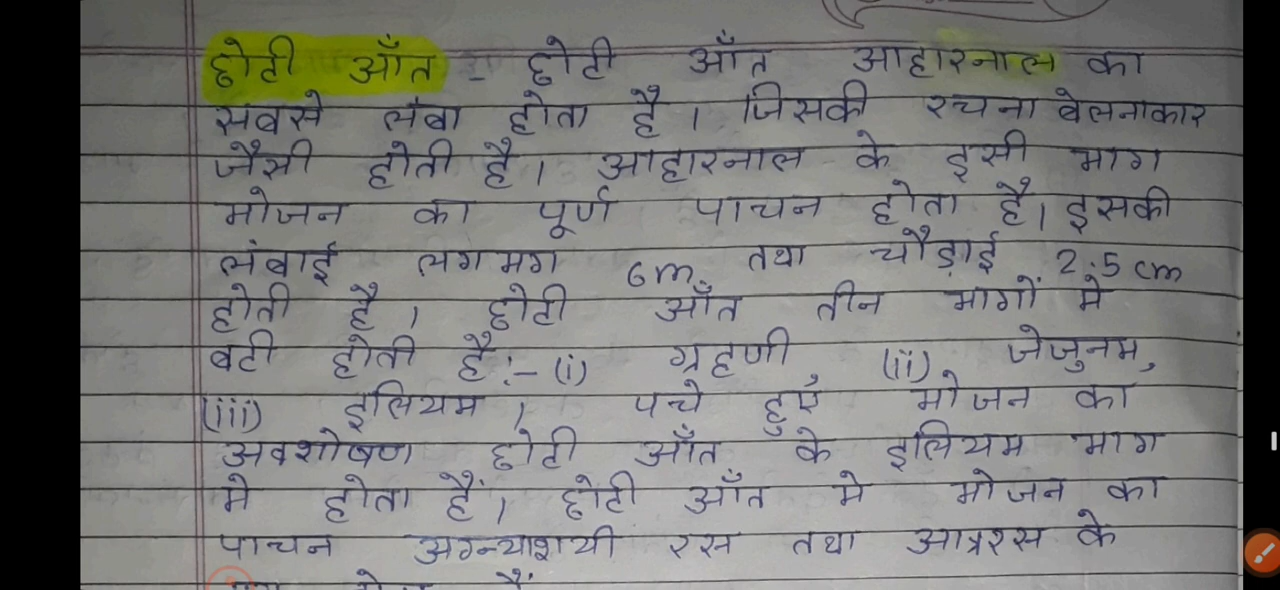 छोटी आँत - छोटी आँत आहारनाल का
सबसे लंबा होता है। जिसकी रचना बेलनाकार
जैसी होती है। आहारनाल के इसी भाग
भोजन का पूर्ण पाचन होता है। इसकी
लंबाई लगभग 6m. तथा चौड़ाई 2.5 cm
होती है। छोटी आँत तीन भागों मे
बटी होती है:- (i) ग्रहणी (ii) जेजुनम,
(iii) इलियम। पचे हुए भोजन का
अवशोषण छोटी आँत के इलियम भाग
मे होता है। छोटी आँत मे भोजन का
पाचन अग्न्याशयी रस तथा आत्ररस के